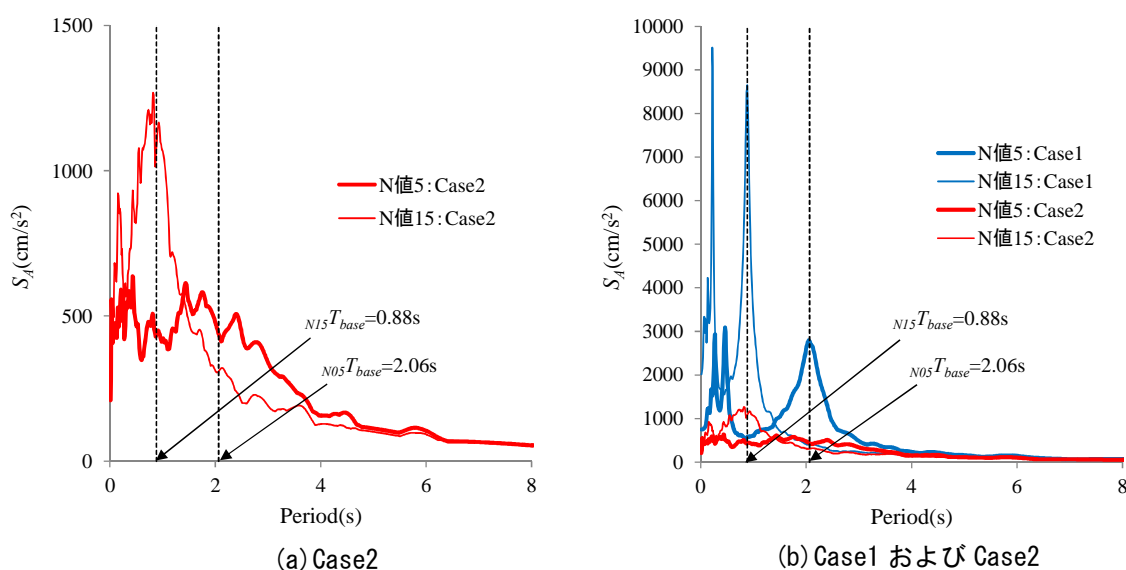 1500
1000
500
0
S_A(cm/s²)
N値5:Case2
N値15:Case2
N15Tbase=0.88s
N05Tbase=2.06s
0 2 4 6 8
Period(s)
(a) Case2
10000
9000
8000
7000
6000
5000
4000
3000
2000
1000
0
S_A(cm/s²)
N値5:Case1
N値15:Case1
N値5:Case2
N値15:Case2
N15Tbase=0.88s
N05Tbase=2.06s
0 2 4 6 8
Period(s)
(b) Case1 および Case2